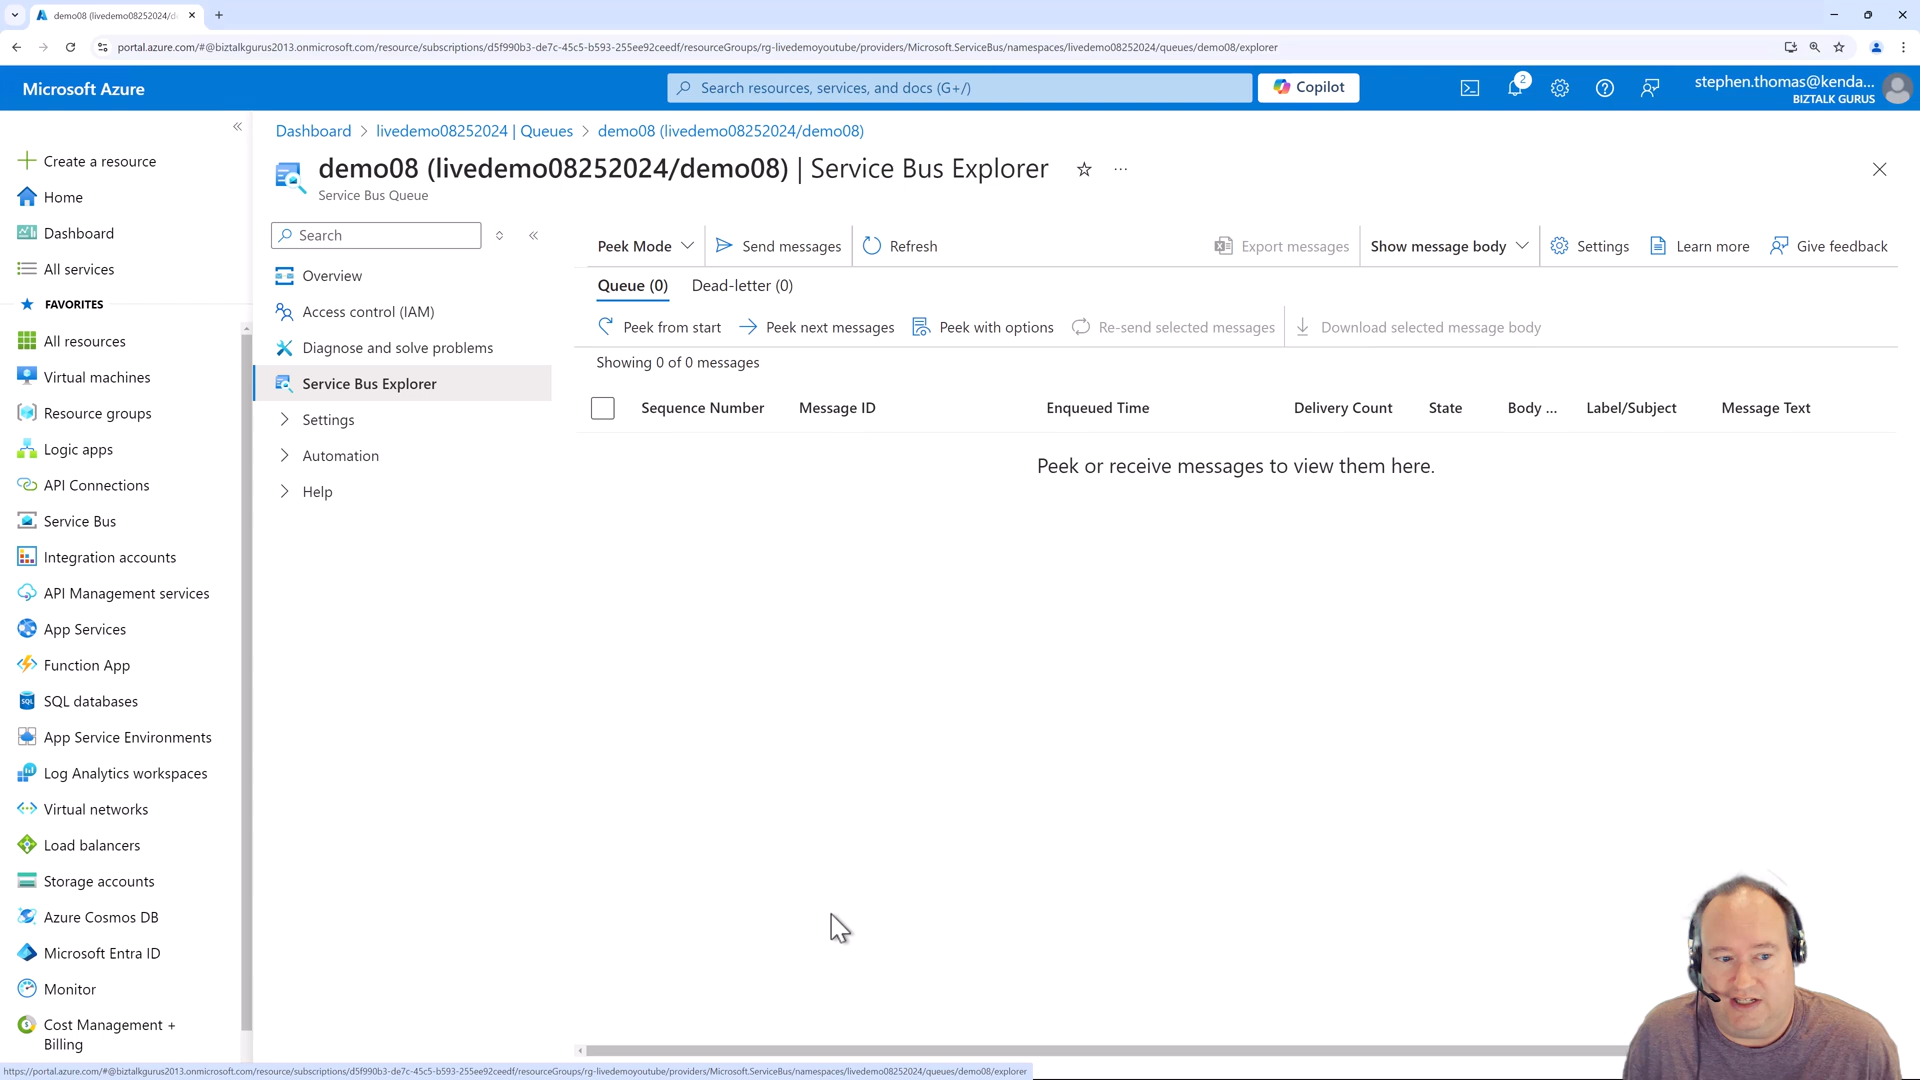 demo08 (livedemo08252024/de
portal.azure.com/#@biztalkgurus2013.onmicrosoft.com/resource/subscriptions/d5f990b3-de7c-45c5-b593-255ee92ceedf/resourceGroups/rg-livedemoyoutube/providers/Microsoft.ServiceBus/namespaces/livedemo08252024/queues/demo08/explorer
Microsoft Azure
Search resources, services, and docs (G+/)
Copilot
2
stephen.thomas@kenda...
BIZTALK GURUS
Dashboard > livedemo08252024 | Queues > demo08 (livedemo08252024/demo08)
demo08 (livedemo08252024/demo08) | Service Bus Explorer
Service Bus Queue
Create a resource
Home
Dashboard
All services
FAVORITES
All resources
Virtual machines
Resource groups
Logic apps
API Connections
Service Bus
Integration accounts
API Management services
App Services
Function App
SQL databases
App Service Environments
Log Analytics workspaces
Virtual networks
Load balancers
Storage accounts
Azure Cosmos DB
Microsoft Entra ID
Monitor
Cost Management +
Billing
Search
Overview
Access control (IAM)
Diagnose and solve problems
Service Bus Explorer
Settings
Automation
Help
Peek Mode
Send messages
Refresh
Export messages
Show message body
Settings
Learn more
Give feedback
Queue (0)
Dead-letter (0)
Peek from start
Peek next messages
Peek with options
Re-send selected messages
Download selected message body
Showing 0 of 0 messages
Sequence Number
Message ID
Enqueued Time
Delivery Count
State
Body ...
Label/Subject
Message Text
Peek or receive messages to view them here.
https://portal.azure.com/#@biztalkgurus2013.onmicrosoft.com/resource/subscriptions/d5f990b3-de7c-45c5-b593-255ee92ceedf/resourceGroups/rg-livedemoyoutube/providers/Microsoft.ServiceBus/namespaces/livedemo08252024/queues/demo08/explorer